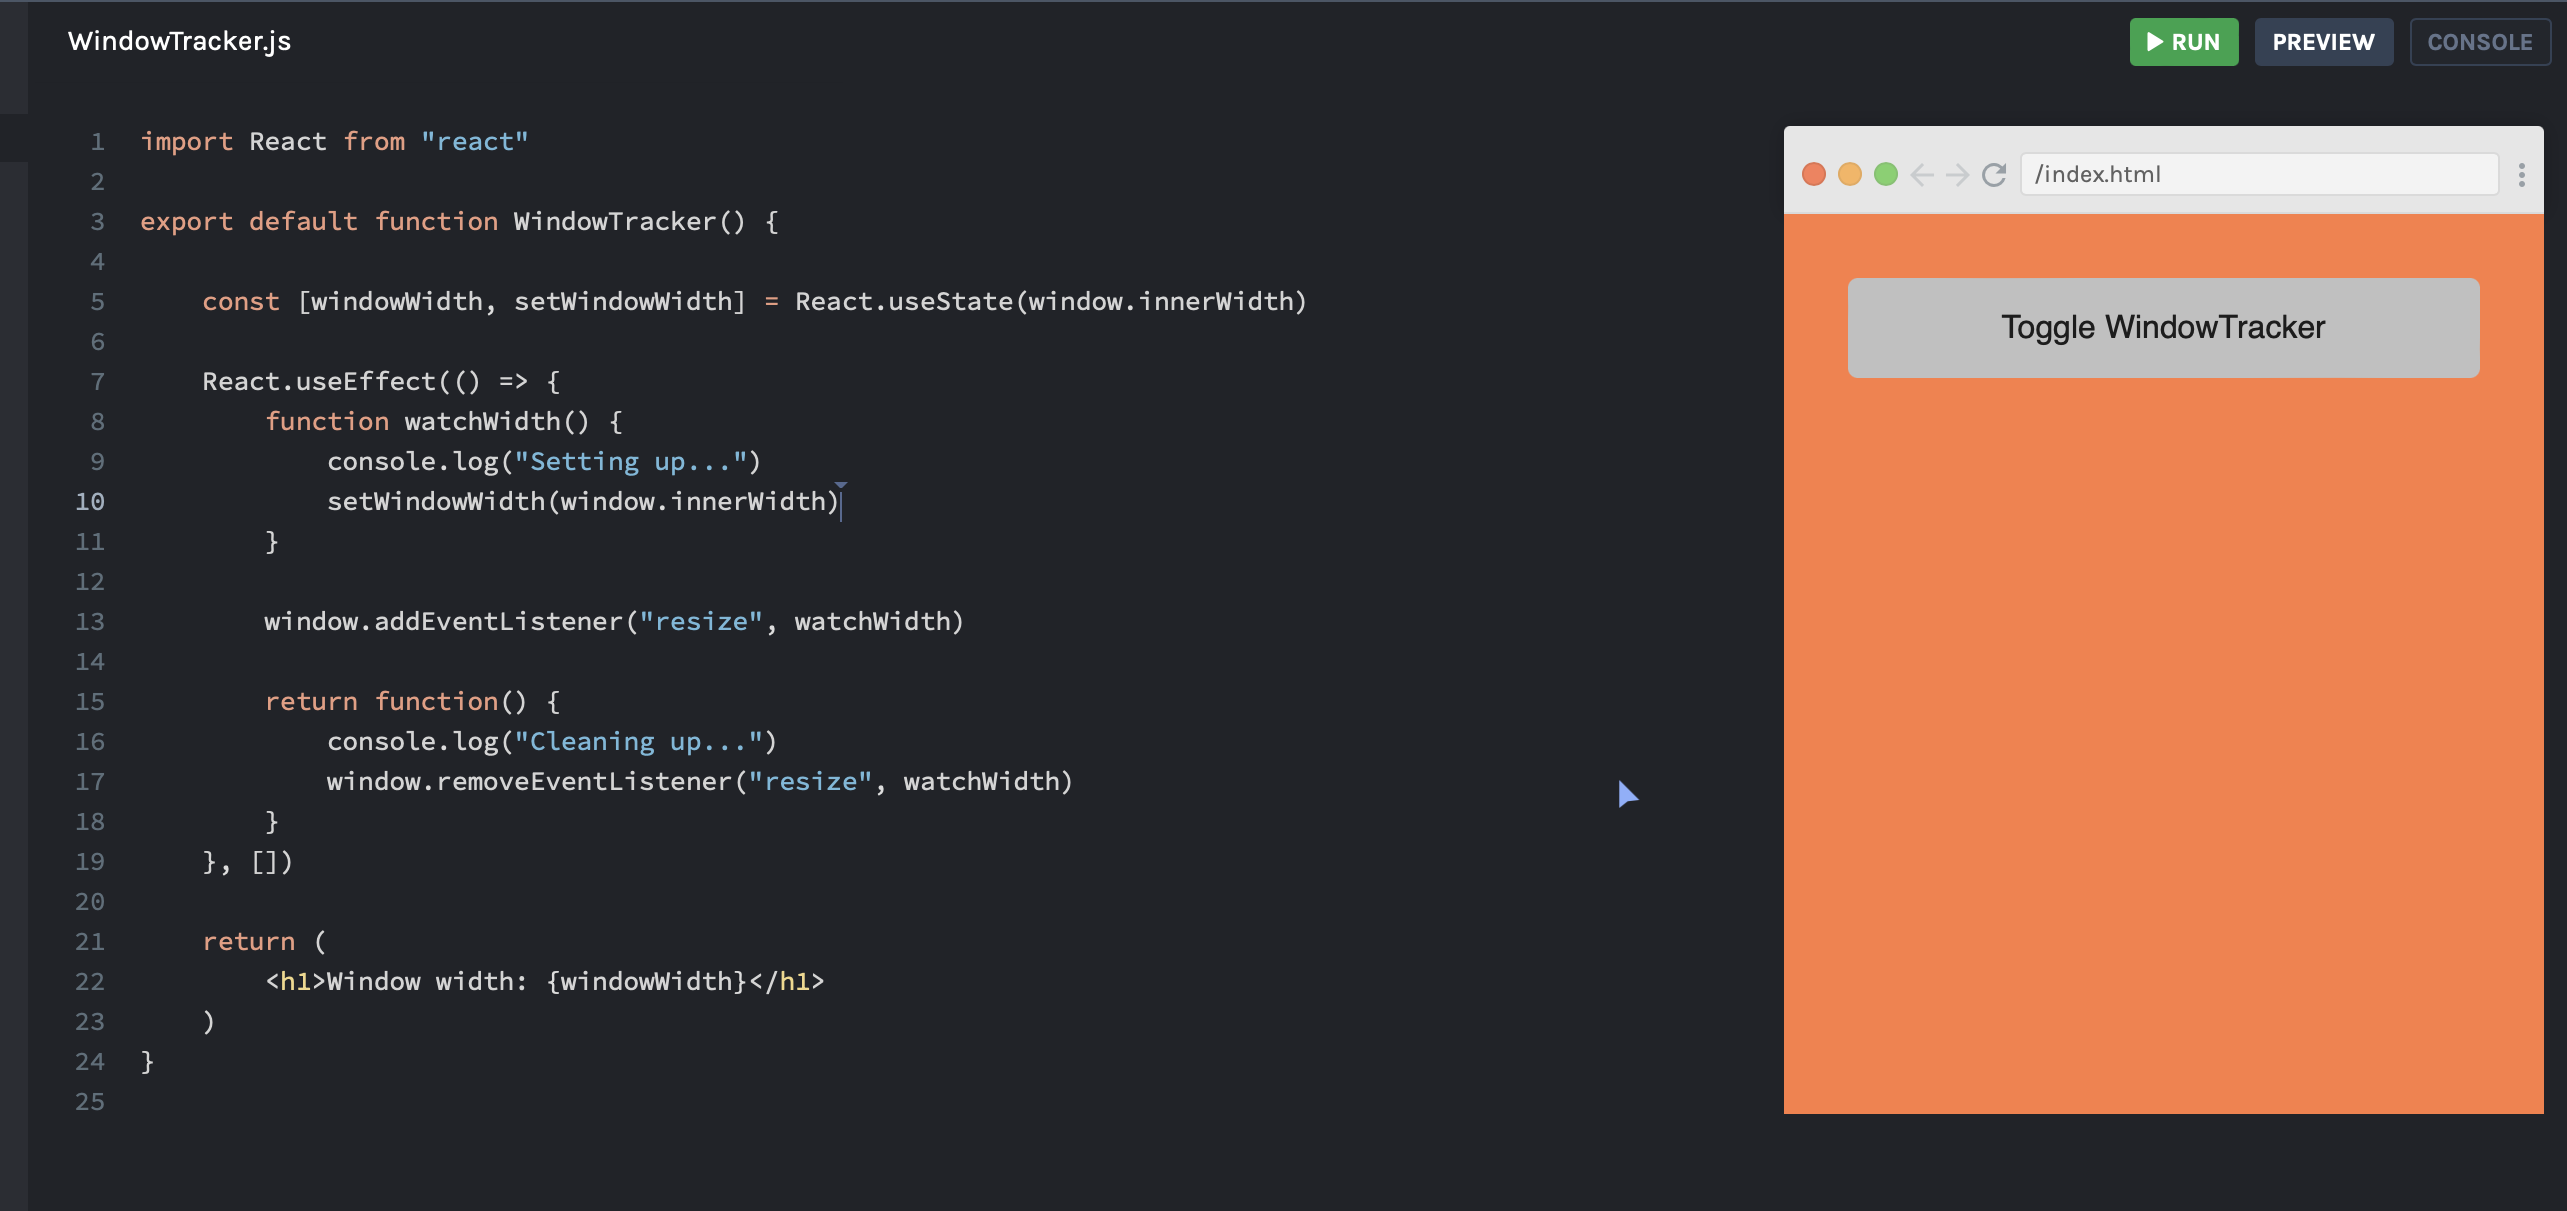 WindowTracker.js
RUN PREVIEW CONSOLE
1 import React from "react"
2
3 export default function WindowTracker() {
4
5     const [windowWidth, setWindowWidth] = React.useState(window.innerWidth)
6
7     React.useEffect(() => {
8         function watchWidth() {
9             console.log("Setting up...")
10             setWindowWidth(window.innerWidth)
11         }
12
13         window.addEventListener("resize", watchWidth)
14
15         return function() {
16             console.log("Cleaning up...")
17             window.removeEventListener("resize", watchWidth)
18         }
19     }, [])
20
21     return (
22         <h1>Window width: {windowWidth}</h1>
23     )
24 }
25
/index.html
Toggle WindowTracker